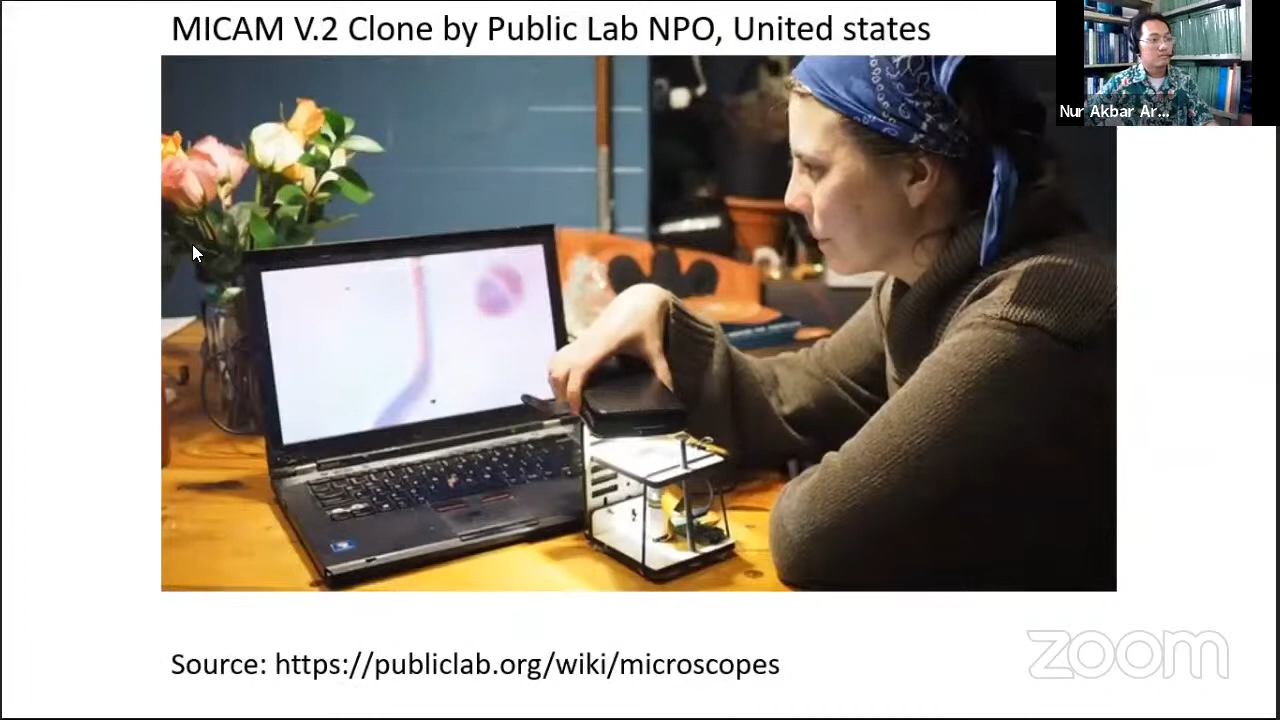 MICAM V.2 Clone by Public Lab NPO, United states
Nur Akbar Ar...
Source: https://publiclab.org/wiki/microscopes
zoom